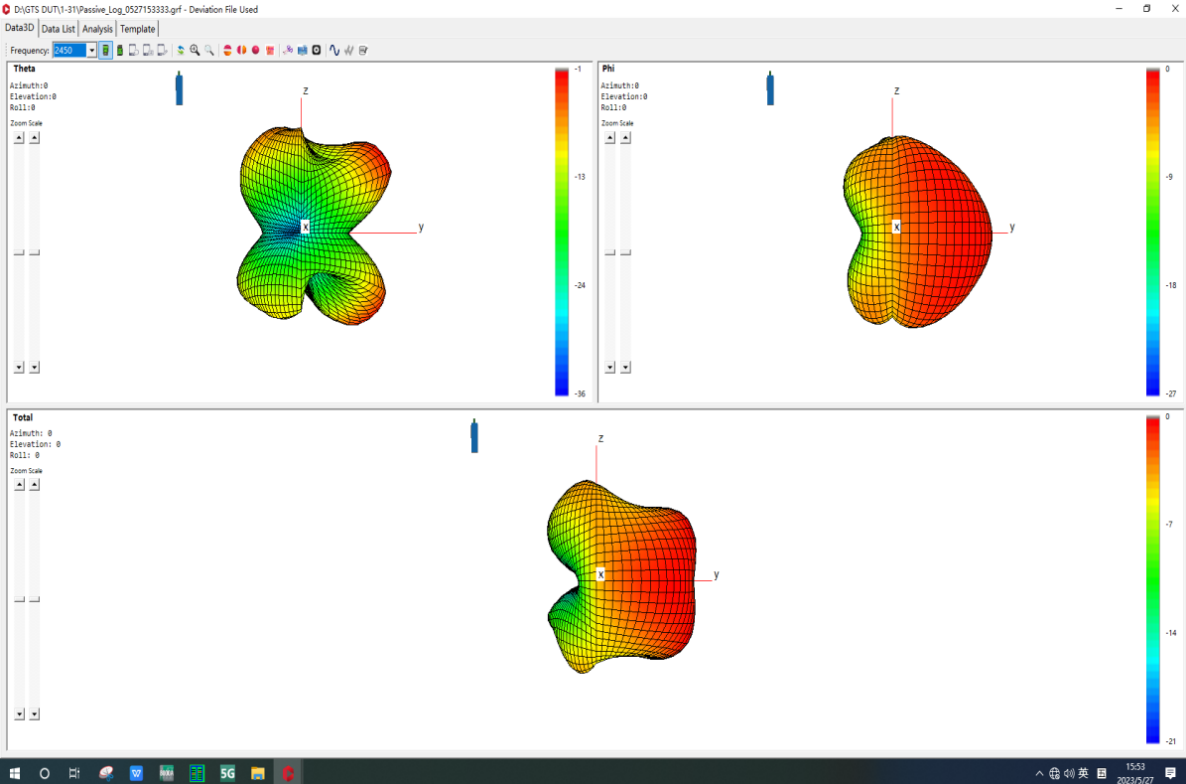 D:\GTS DUT\1-31\Passive_Log_0527153333.grf - Deviation File Used
Data3D Data List Analysis Template
Frequency: 2450
Theta
Azimuth:0
Elevation:0
Roll:0
Zoom Scale
z
x
y
-1
-13
-24
-36
Phi
Azimuth:0
Elevation:0
Roll:0
Zoom Scale
z
x
y
0
-9
-18
-27
Total
Azimuth: 0
Elevation: 0
Roll: 0
Zoom Scale
z
x
y
0
-7
-14
-21
W
5G
英
15:53
2023/5/27